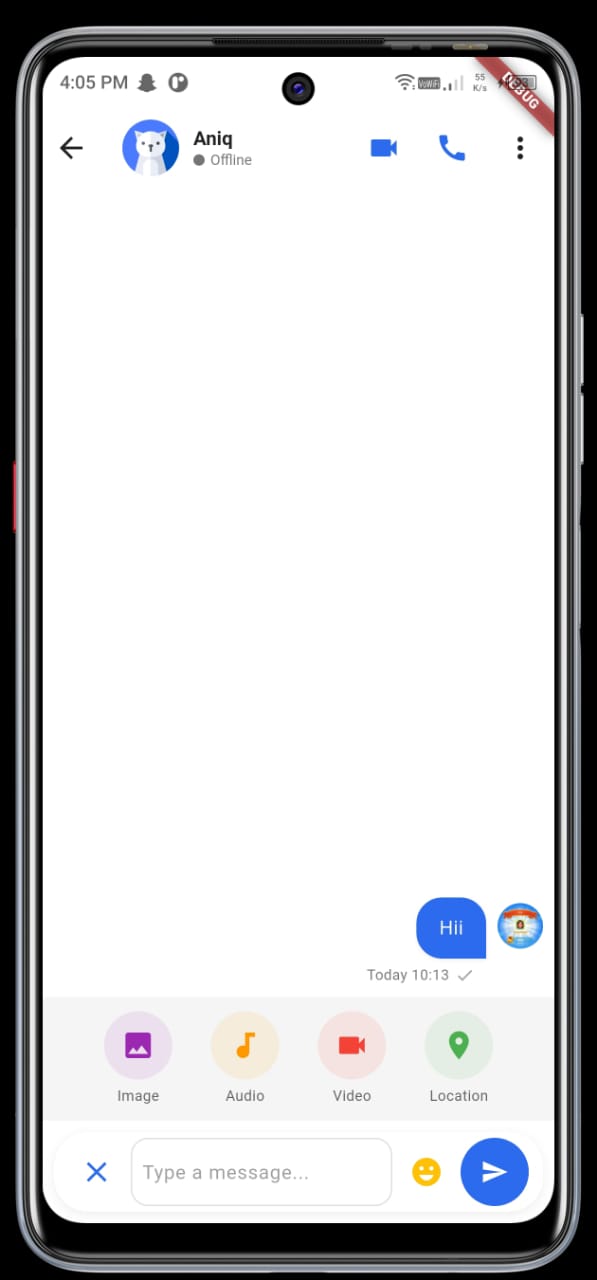 4:05 PM
VoWiFi
55
K/s
DEBUG
Aniq
Offline
Hii
Today 10:13
Image
Audio
Video
Location
Type a message...